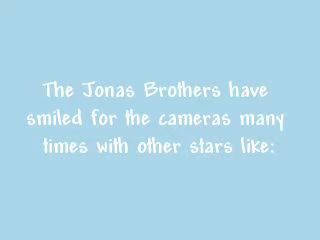 The Jonas Brothers have
smiled for the cameras many
times with other stars like: